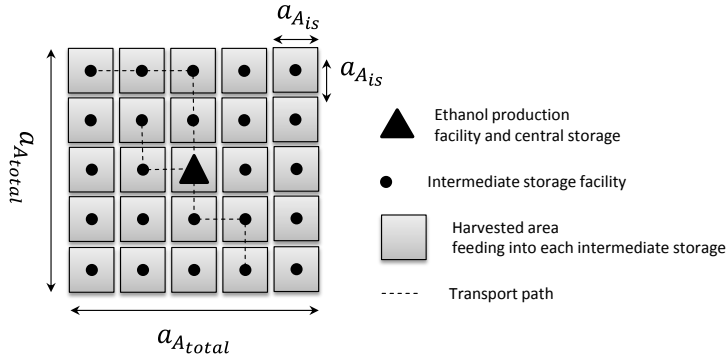 a_{A_{is}}
a_{A_{is}}
a_{A_{total}}
a_{A_{total}}
Ethanol production
facility and central storage
Intermediate storage facility
Harvested area
feeding into each intermediate storage
Transport path